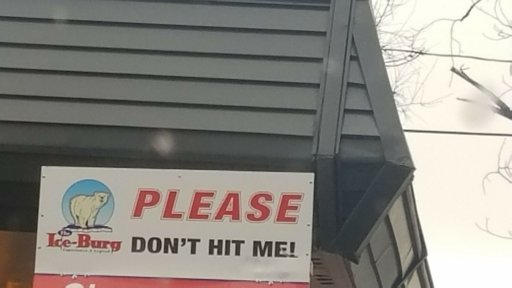 PLEASE
The
Ice-Burg
DON'T HIT ME!